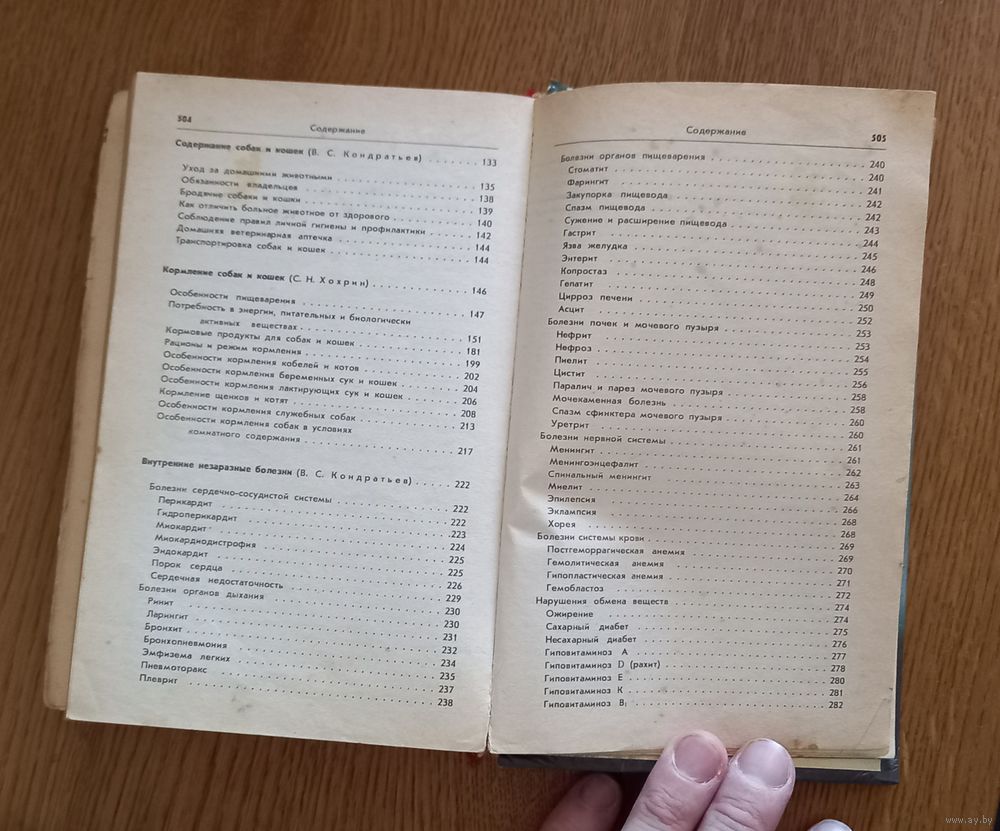 504
Содержание
Содержание собак и кошек (В. С. Кондратьев) . . . . . . . 133
Уход за домашними животными . . . . . . . 135
Обязанности владельцев . . . . . . . 138
Бродячие собаки и кошки . . . . . . . 139
Как отличить больное животное от здорового . . . . . . . 140
Соблюдение правил личной гигиены и профилактики . . . . . . . 142
Домашняя ветеринарная аптечка . . . . . . . 144
Транспортировка собак и кошек . . . . . . . 144
Кормление собак и кошек (С. Н. Хохрин) . . . . . . . 146
Особенности пищеварения . . . . . . . 147
Потребность в энергии, питательных и биологически
активных веществах . . . . . . . 151
Кормовые продукты для собак и кошек . . . . . . . 181
Рационы и режим кормления . . . . . . . 199
Особенности кормления кобелей и котов . . . . . . . 202
Особенности кормления беременных сук и кошек . . . . . . . 204
Особенности кормления лактирующих сук и кошек . . . . . . . 206
Кормление щенков и котят . . . . . . . 208
Особенности кормления служебных собак . . . . . . . 213
Особенности кормления собак в условиях
комнатного содержания . . . . . . . 217
Внутренние незаразные болезни (В. С. Кондратьев) . . . . . . . 222
Болезни сердечно-сосудистой системы . . . . . . . 222
Перикардит . . . . . . . 222
Гидроперикардит . . . . . . . 223
Миокардит . . . . . . . 224
Миокардиодистрофия . . . . . . . 225
Эндокардит . . . . . . . 225
Порок сердца . . . . . . . 226
Сердечная недостаточность . . . . . . . 229
Болезни органов дыхания . . . . . . . 230
Ринит . . . . . . . 230
Ларингит . . . . . . . 231
Бронхит . . . . . . . 232
Бронхопневмония . . . . . . . 234
Эмфизема легких . . . . . . . 235
Пневмоторакс . . . . . . . 237
Плеврит . . . . . . . 238
Содержание
505
Болезни органов пищеварения . . . . . . . 240
Стоматит . . . . . . . 240
Фарингит . . . . . . . 241
Закупорка пищевода . . . . . . . 242
Спазм пищевода . . . . . . . 242
Сужение и расширение пищевода . . . . . . . 243
Гастрит . . . . . . . 244
Язва желудка . . . . . . . 245
Энтерит . . . . . . . 246
Копростаз . . . . . . . 248
Гепатит . . . . . . . 249
Цирроз печени . . . . . . . 250
Асцит . . . . . . . 252
Болезни почек и мочевого пузыря . . . . . . . 253
Нефрит . . . . . . . 253
Нефроз . . . . . . . 254
Пиелит . . . . . . . 255
Цистит . . . . . . . 256
Паралич и парез мочевого пузыря . . . . . . . 258
Мочекаменная болезнь . . . . . . . 258
Спазм сфинктера мочевого пузыря . . . . . . . 260
Уретрит . . . . . . . 260
Болезни нервной системы . . . . . . . 261
Менингит . . . . . . . 261
Менингоэнцефалит . . . . . . . 262
Спинальный менингит . . . . . . . 263
Миелит . . . . . . . 264
Эпилепсия . . . . . . . 266
Эклампсия . . . . . . . 268
Хорея . . . . . . . 268
Болезни системы крови . . . . . . . 269
Постгеморрагическая анемия . . . . . . . 269
Гемолитическая анемия . . . . . . . 270
Гипопластическая анемия . . . . . . . 271
Гемобластоз . . . . . . . 272
Нарушения обмена веществ . . . . . . . 274
Ожирение . . . . . . . 274
Сахарный диабет . . . . . . . 275
Несахарный диабет . . . . . . . 276
Гиповитаминоз A . . . . . . . 277
Гиповитаминоз D (рахит) . . . . . . . 278
Гиповитаминоз E . . . . . . . 280
Гиповитаминоз K . . . . . . . 281
Гиповитаминоз B₁ . . . . . . . 282
www.ay.by